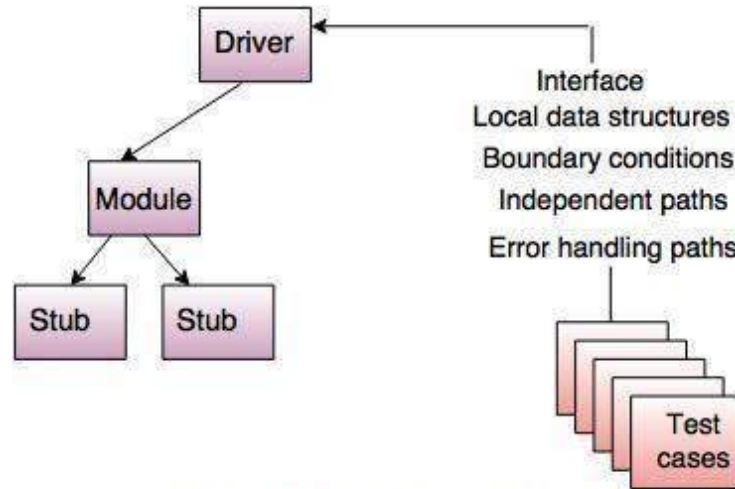 Driver
Module
Stub
Stub
Interface
Local data structures
Boundary conditions
Independent paths
Error handling paths
Test
cases